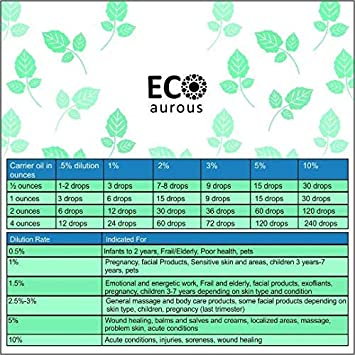 ECO
aurous
Carrier oil in ounces .5% dilution 1% 2% 3% 5% 10%
½ ounces 1-2 drops 3 drops 7-8 drops 9 drops 15 drops 30 drops
1 ounces 3 drops 6 drops 15 drops 9 drops 15 drops 30 drops
2 ounces 6 drops 12 drops 30 drops 36 drops 60 drops 120 drops
4 ounces 12 drops 24 drops 60 drops 72 drops 120 drops 240 drops
Dilution Rate Indicated For
0.5% Infants to 2 years, Frail/Elderly, Poor health, pets
1% Pregnancy, facial Products, Sensitive skin and areas, children 3-7
years, pets
1.5% Emotional and energetic work, Frail and elderly, facial products, exofliants,
pregnancy, children 3-7 years depending on skin type and condition
2.5%-3% General massage and body care products, some facial products depending
on skin type, children, pregnancy (last trimester)
5% Wound healing, balms and salves and creams, localized areas, massage,
problem skin, acute conditions
10% Acute conditions, injuries, soreness, wound healing